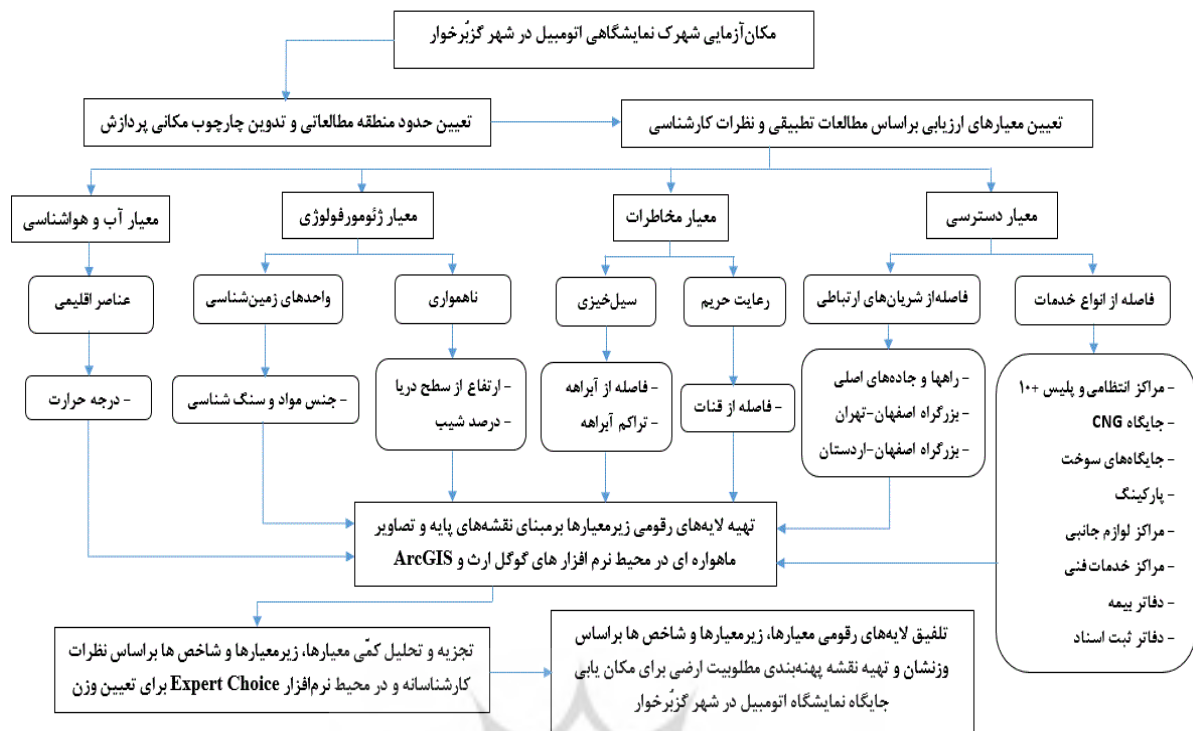 مکان‌آزمایی شهرک نمایشگاهی اتومبیل در شهر گزبُرخوار
تعیین معیارهای ارزیابی براساس مطالعات تطبیقی و نظرات کارشناسی
تعیین حدود منطقه مطالعاتی و تدوین چارچوب مکانی پردازش
معیار دسترسی
معیار مخاطرات
معیار ژئومورفولوژی
معیار آب و هواشناسی
فاصله از انواع خدمات
فاصله‌از شریان‌های ارتباطی
رعایت حریم
سیل‌خیزی
ناهمواری
واحدهای زمین‌شناسی
عناصر اقلیمی
- مراکز انتظامی و پلیس +۱۰
- جایگاه CNG
- جایگاه‌های سوخت
- پارکینگ
- مراکز لوازم جانبی
- مراکز خدمات فنی
- دفاتر بیمه
- دفاتر ثبت اسناد
- راهها و جاده‌های اصلی
- بزرگراه اصفهان-تهران
- بزرگراه اصفهان-اردستان
- فاصله از قنات
- فاصله از آبراهه
- تراکم آبراهه
- ارتفاع از سطح دریا
- درصد شیب
- جنس مواد و سنگ شناسی
- درجه حرارت
تهیه لایه‌های رقومی زیرمعیارها برمبنای نقشه‌های پایه و تصاویر
ماهواره ای در محیط نرم افزار های گوگل ارث و ArcGIS
تجزیه و تحلیل کمّی معیارها، زیرمعیارها و شاخص ها براساس نظرات
کارشناسانه و در محیط نرم‌افزار Expert Choice برای تعیین وزن
تلفیق لایه‌های رقومی معیارها، زیرمعیارها و شاخص ها براساس
وزنشان و تهیه نقشه پهنه‌بندی مطلوبیت ارضی برای مکان یابی
جایگاه نمایشگاه اتومبیل در شهر گزبُرخوار